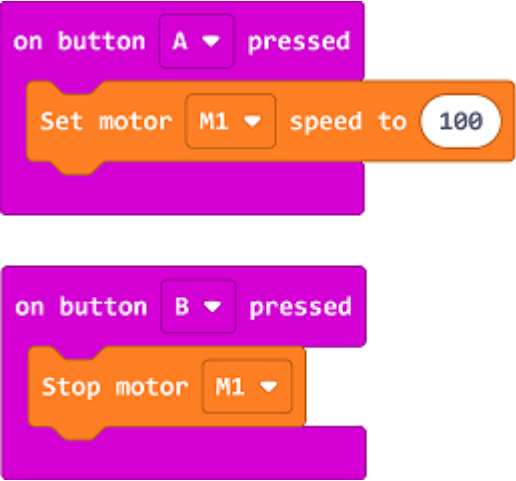 on button A pressed
Set motor M1 speed to 100
on button B pressed
Stop motor M1